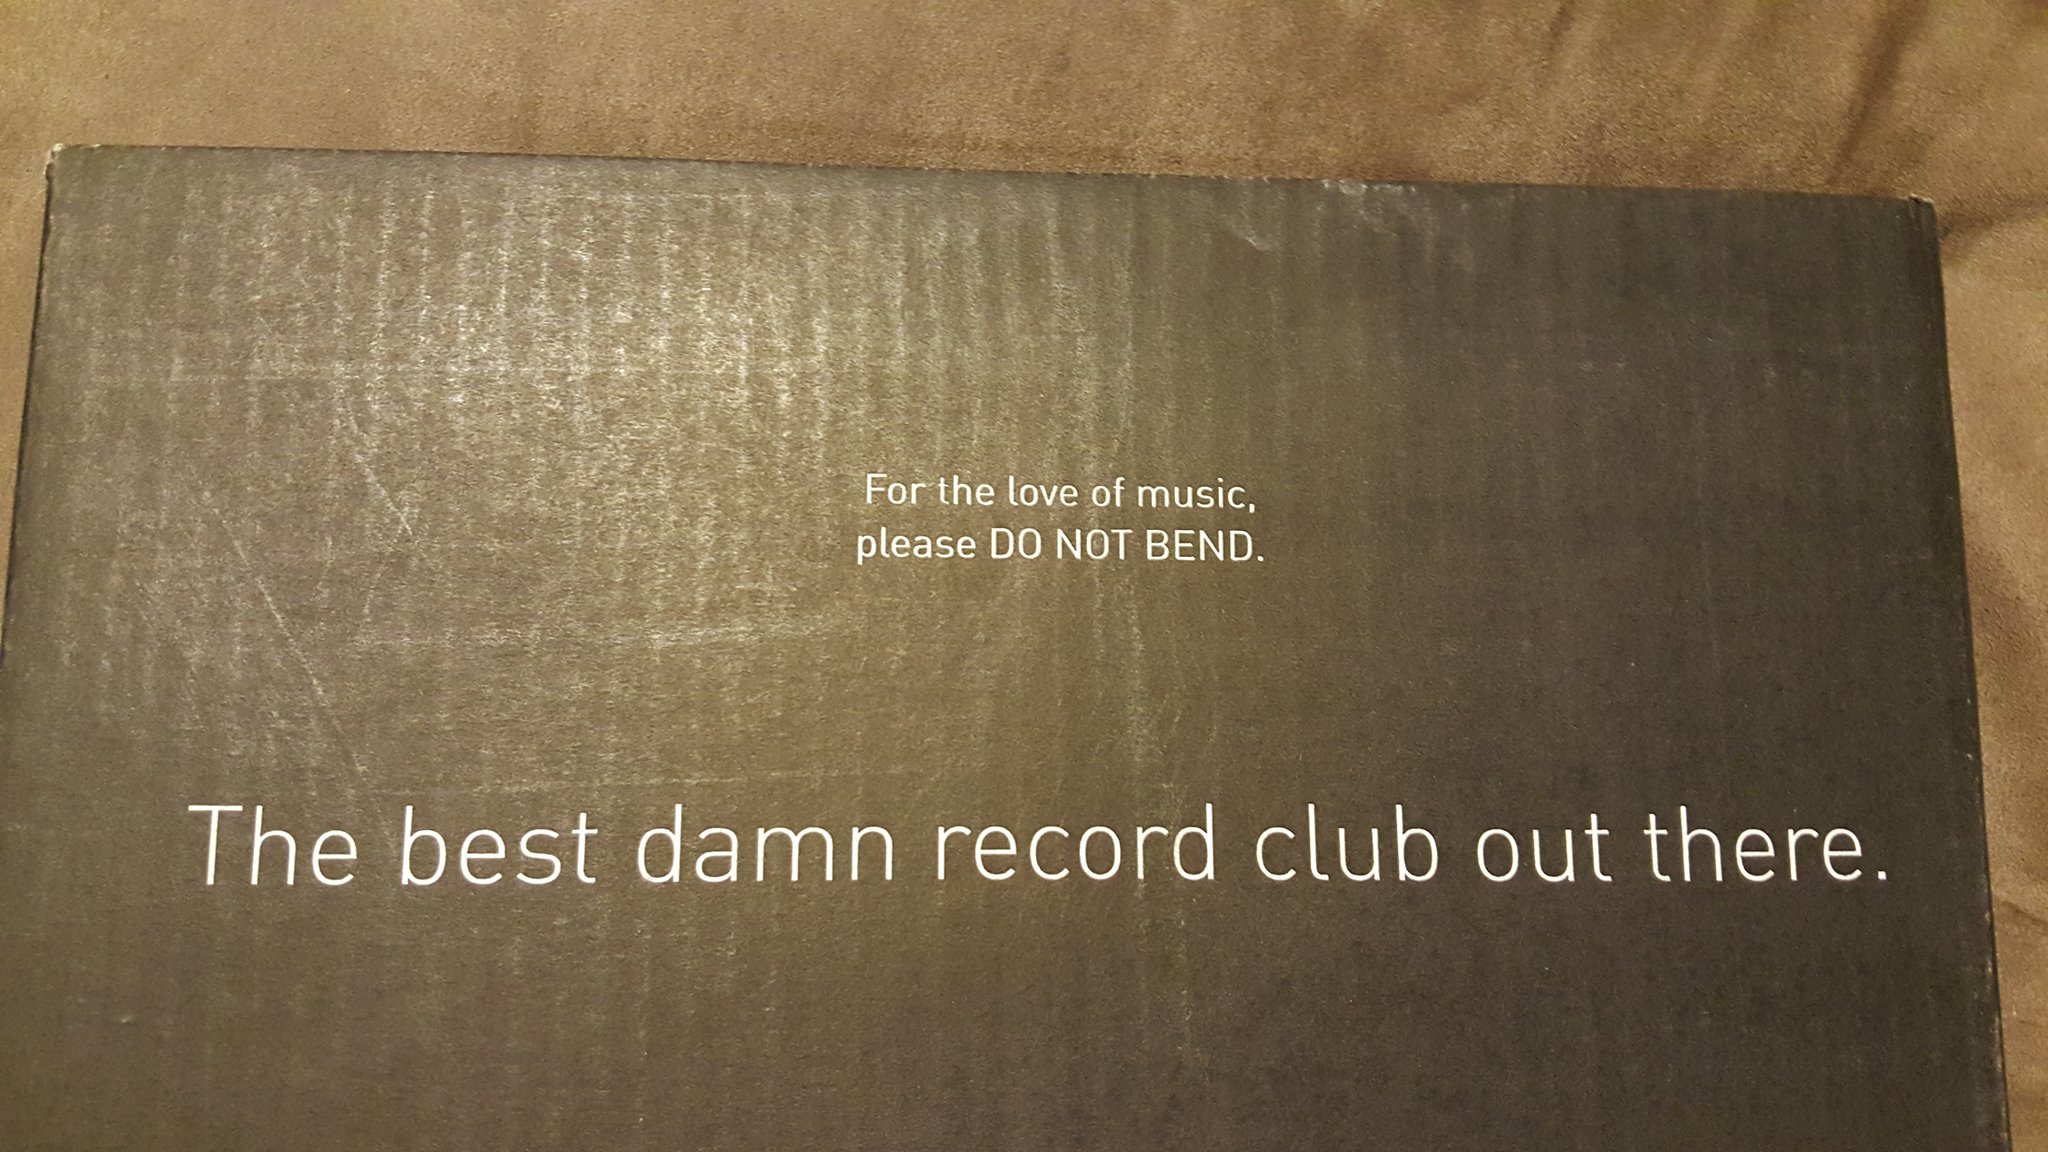 For the love of music,
please DO NOT BEND.
The best damn record club out there.